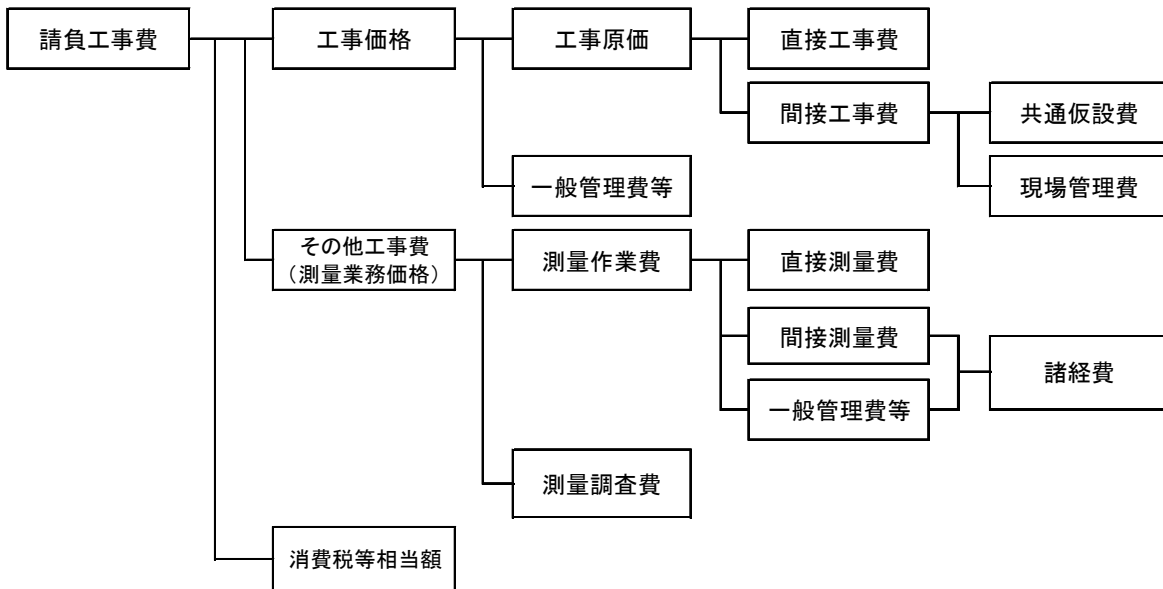 請負工事費
工事価格
工事原価
直接工事費
間接工事費
共通仮設費
現場管理費
一般管理費等
その他工事費
（測量業務価格）
測量作業費
直接測量費
間接測量費
諸経費
一般管理費等
測量調査費
消費税等相当額